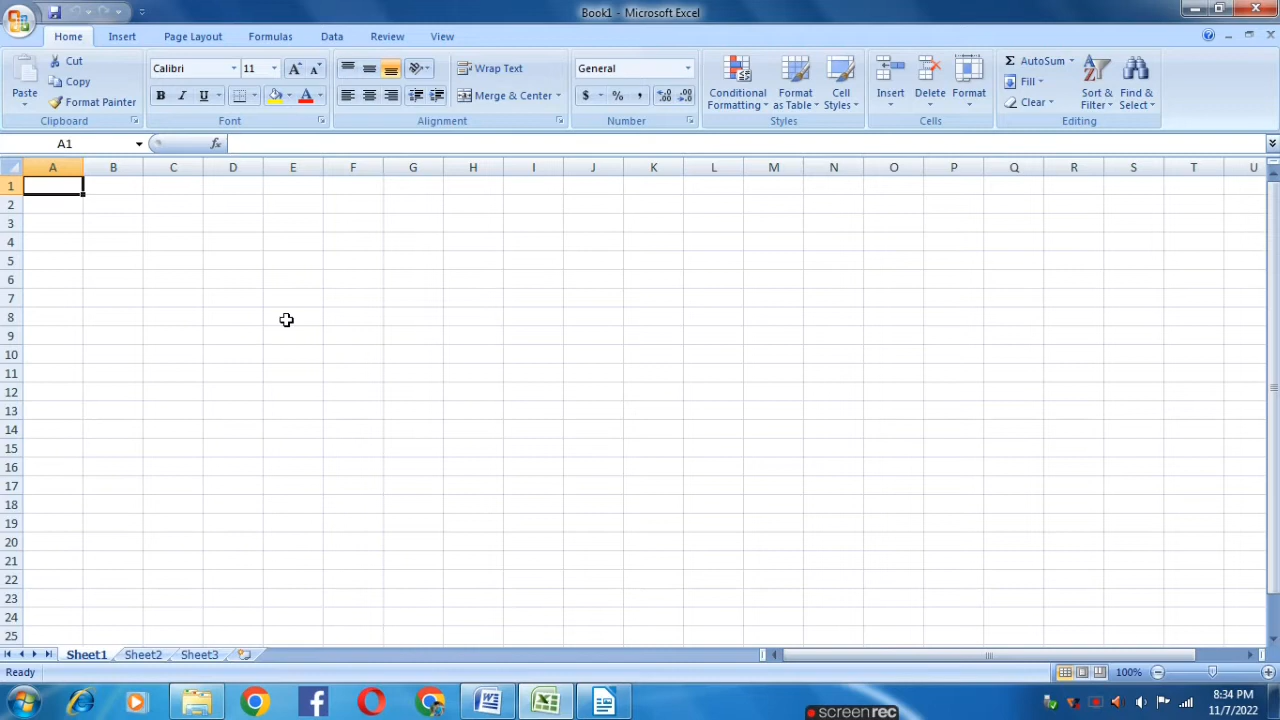 Book1 - Microsoft Excel
Home Insert Page Layout Formulas Data Review View
Paste
Cut
Copy
Format Painter
Clipboard
Calibri 11
B I U
A
Font
Wrap Text
Merge & Center
Alignment
General
$ % ,
Number
Conditional Formatting
Format as Table
Cell Styles
Styles
Insert
Delete
Format
Cells
Σ AutoSum
Fill
Clear
Sort & Filter
Find & Select
Editing
A1
fx
A B C D E F G H I J K L M N O P Q R S T U
1
2
3
4
5
6
7
8
9
10
11
12
13
14
15
16
17
18
19
20
21
22
23
24
25
Sheet1 Sheet2 Sheet3
Ready
100%
8:34 PM
11/7/2022
screenrec